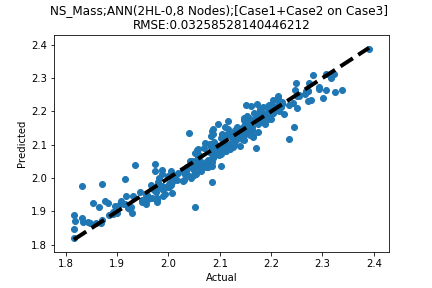 NS_Mass;ANN(2HL-0,8 Nodes);[Case1+Case2 on Case3]
RMSE:0.03258528140446212
2.4
2.3
2.2
2.1
2.0
1.9
1.8
Predicted
1.8 1.9 2.0 2.1 2.2 2.3 2.4
Actual